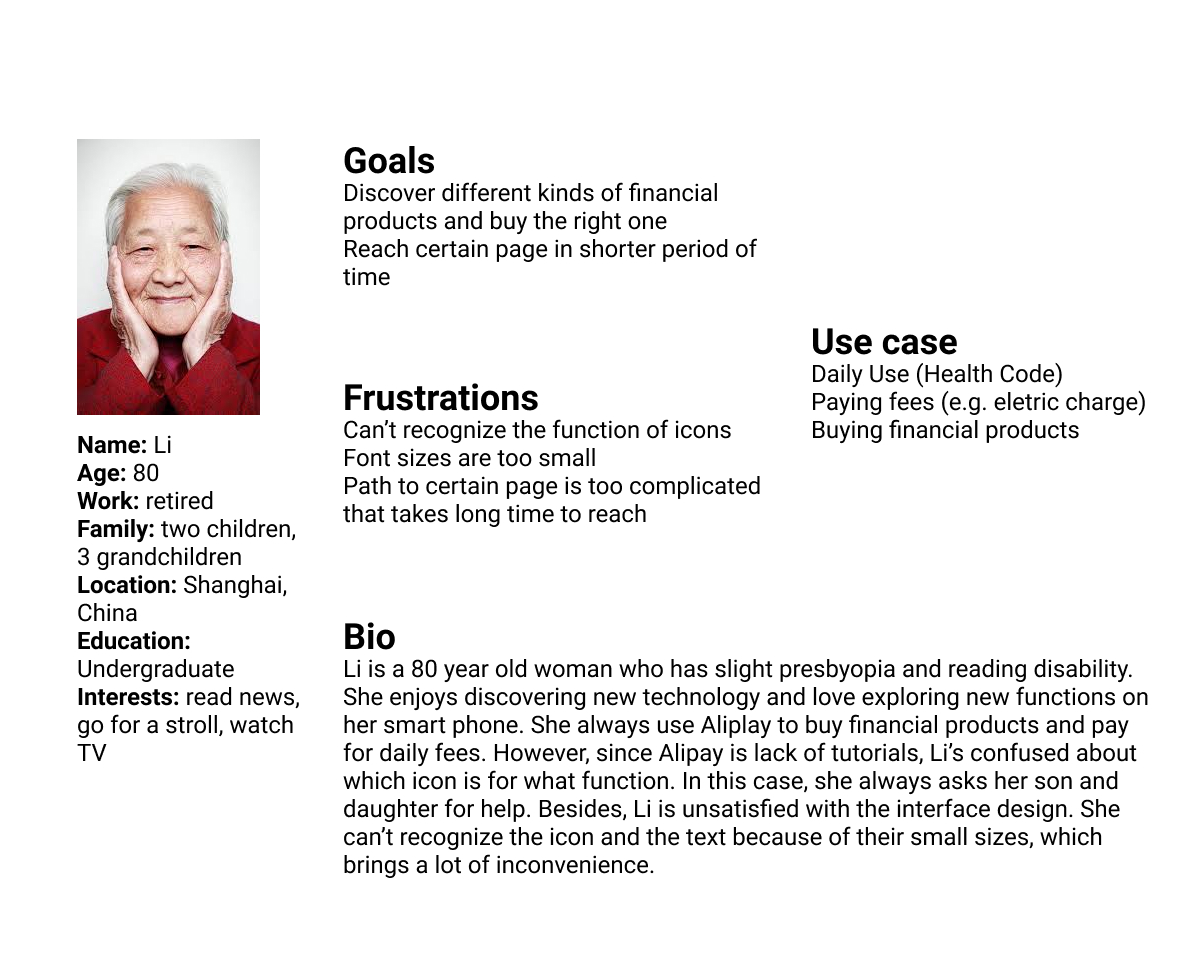 Name: Li
Age: 80
Work: retired
Family: two children,
3 grandchildren
Location: Shanghai,
China
Education:
Undergraduate
Interests: read news,
go for a stroll, watch
TV
Goals
Discover different kinds of financial
products and buy the right one
Reach certain page in shorter period of
time
Frustrations
Can’t recognize the function of icons
Font sizes are too small
Path to certain page is too complicated
that takes long time to reach
Use case
Daily Use (Health Code)
Paying fees (e.g. eletric charge)
Buying financial products
Bio
Li is a 80 year old woman who has slight presbyopia and reading disability.
She enjoys discovering new technology and love exploring new functions on
her smart phone. She always use Aliplay to buy financial products and pay
for daily fees. However, since Alipay is lack of tutorials, Li’s confused about
which icon is for what function. In this case, she always asks her son and
daughter for help. Besides, Li is unsatisfied with the interface design. She
can’t recognize the icon and the text because of their small sizes, which
brings a lot of inconvenience.